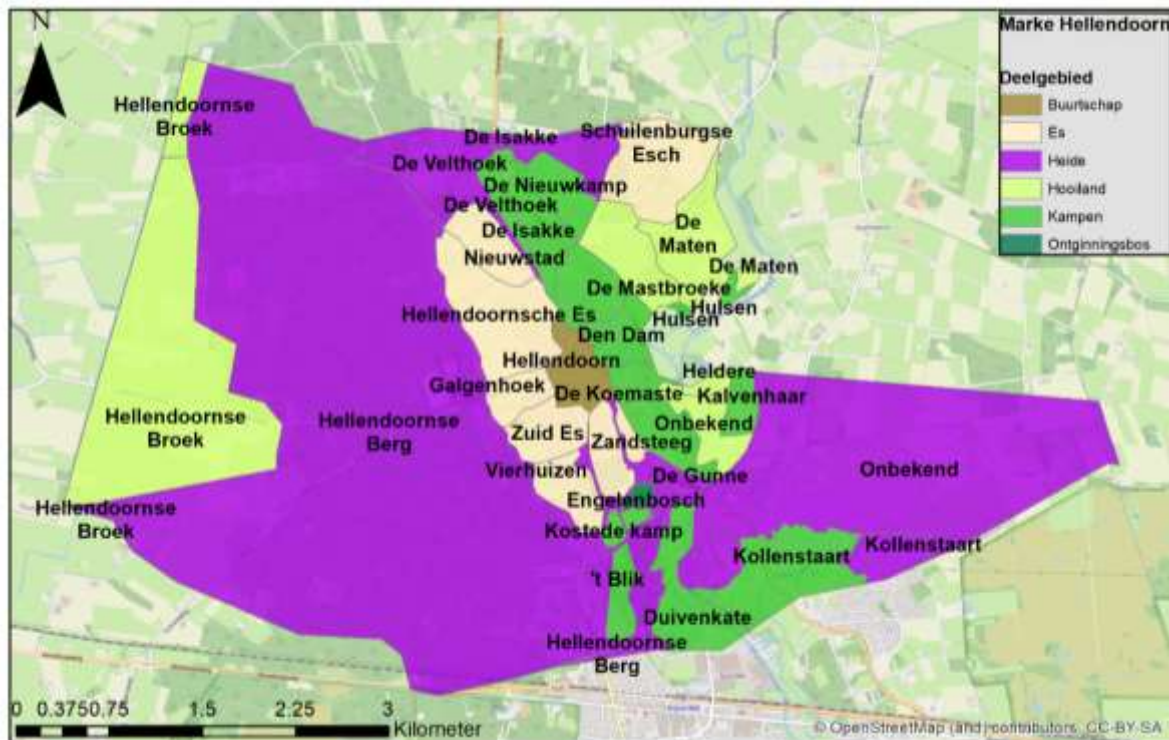 N
Marke Hellendoorn
Deelgebied
Buurtschap
Es
Heide
Hooiland
Kampen
Ontginningsbos
Hellendoornse
Broek
De Isakke
Schuilenburgse
Esch
De Velthoek
De Nieuwkamp
De Velthoek
De Isakke
De
Maten
Nieuwstad
De Maten
De Mastbroeke
Hulsen
Hulsen
Hellendoornsche Es
Den Dam
Hellendoorn
Heldere
Galgenhoek
De Koemaste
Kalvenhaar
Hellendoornse
Broek
Hellendoornse
Berg
Onbekend
Zuid Es
Zandsteeg
Vierhuizen
De Gunne
Onbekend
Engelenbosch
Hellendoornse
Broek
Kostede kamp
Kollenstaart
Kollenstaart
't Blik
Duivenkate
Hellendoornse
Berg
0 0.3750.75 1.5 2.25 3
Kilometer
© OpenStreetMap (and) contributors, CC-BY-SA